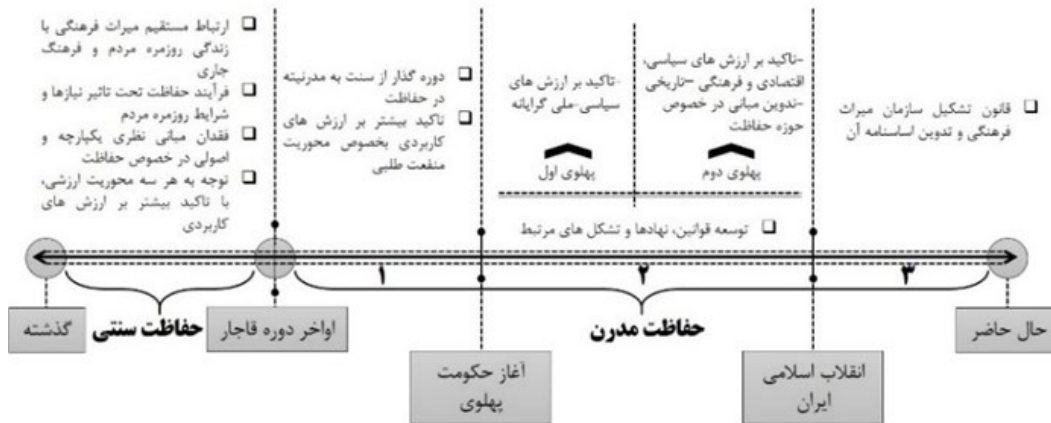 ❑ ارتباط مستقیم میراث فرهنگی با
زندگی روزمره مردم و فرهنگ
جاری
❑ فرآیند حفاظت تحت تاثیر نیازها و
شرایط روزمره مردم
❑ فقدان مبانی نظری یکپارچه و
اصولی در خصوص حفاظت
❑ توجه به هر سه محوریت ارزشی،
با تاکید بیشتر بر ارزش های
کاربردی
❑ دوره گذار از سنت به مدرنیته
در حفاظت
❑ تاکید بیشتر بر ارزش های
کاربردی بخصوص محوریت
منفعت طلبی
-تاکید بر ارزش های
سیاسی-ملی گرایانه
پهلوی اول
-تاکید بر ارزش های سیاسی،
اقتصادی و فرهنگی –تاریخی
-تدوین مبانی در خصوص
حوزه حفاظت
پهلوی دوم
❑ توسعه قوانین، نهادها و تشکل های مرتبط
❑ قانون تشکیل سازمان میراث
فرهنگی و تدوین اساسنامه آن
۱
۲
۳
گذشته
حفاظت سنتی
اواخر دوره قاجار
حفاظت مدرن
حال حاضر
آغاز حکومت
پهلوی
انقلاب اسلامی
ایران